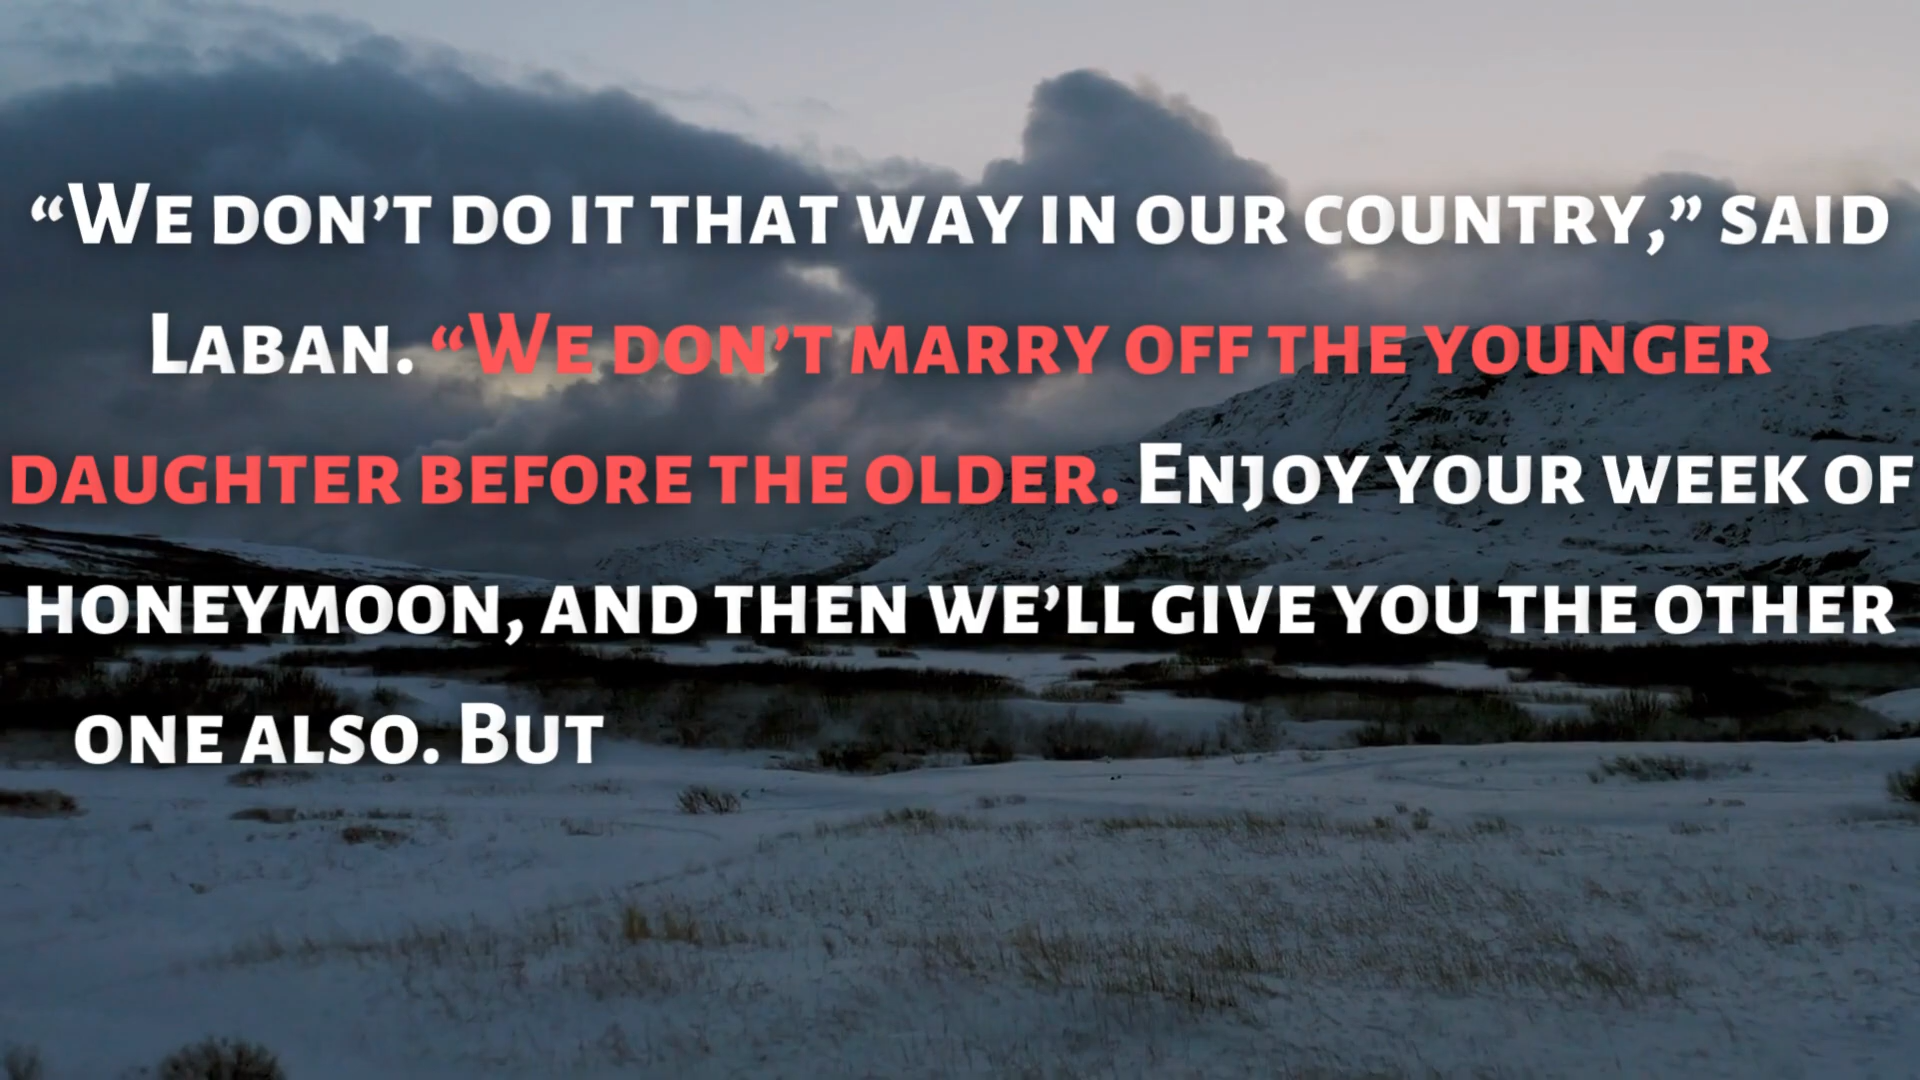 “We don’t do it that way in our country,” said
Laban. “We don’t marry off the younger
daughter before the older. Enjoy your week of
honeymoon, and then we’ll give you the other
one also. But